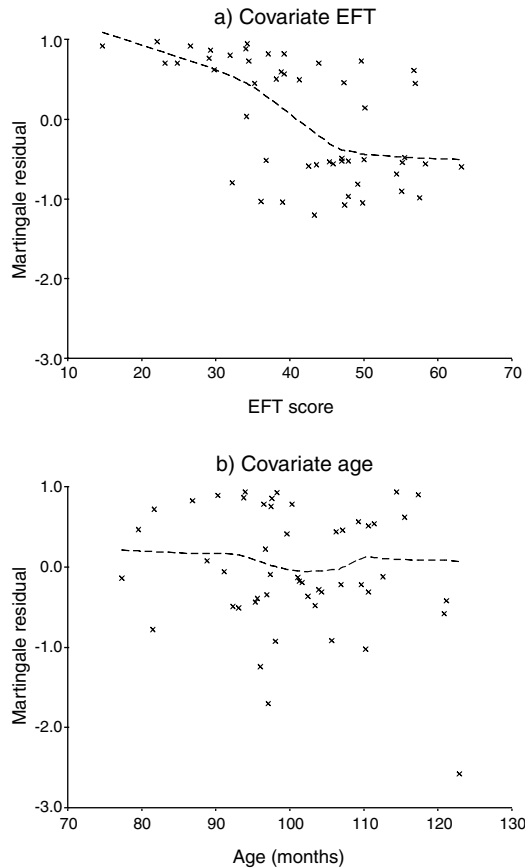 a) Covariate EFT
1.0
0.0
-1.0
-2.0
-3.0
Martingale residual
10 20 30 40 50 60 70
EFT score
b) Covariate age
1.0
0.0
-1.0
-2.0
-3.0
Martingale residual
70 80 90 100 110 120 130
Age (months)